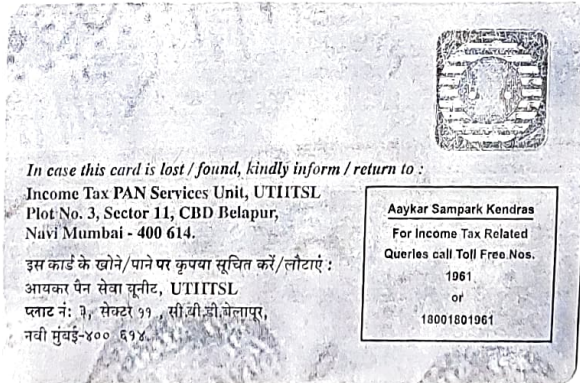 In case this card is lost / found, kindly inform / return to :
Income Tax PAN Services Unit, UTIITSL
Plot No. 3, Sector 11, CBD Belapur,
Navi Mumbai - 400 614.
इस कार्ड के खोने/पाने पर कृपया सूचित करें/लौटाएं :
आयकर पैन सेवा यूनीट, UTIITSL
प्लाट नं: ३, सेक्टर ११ , सी.बी.डी.बेलापूर,
नवी मुंबई-४०० ६१४.
Aaykar Sampark Kendras
For Income Tax Related
Queries call Toll Free Nos.
1961
or
18001801961